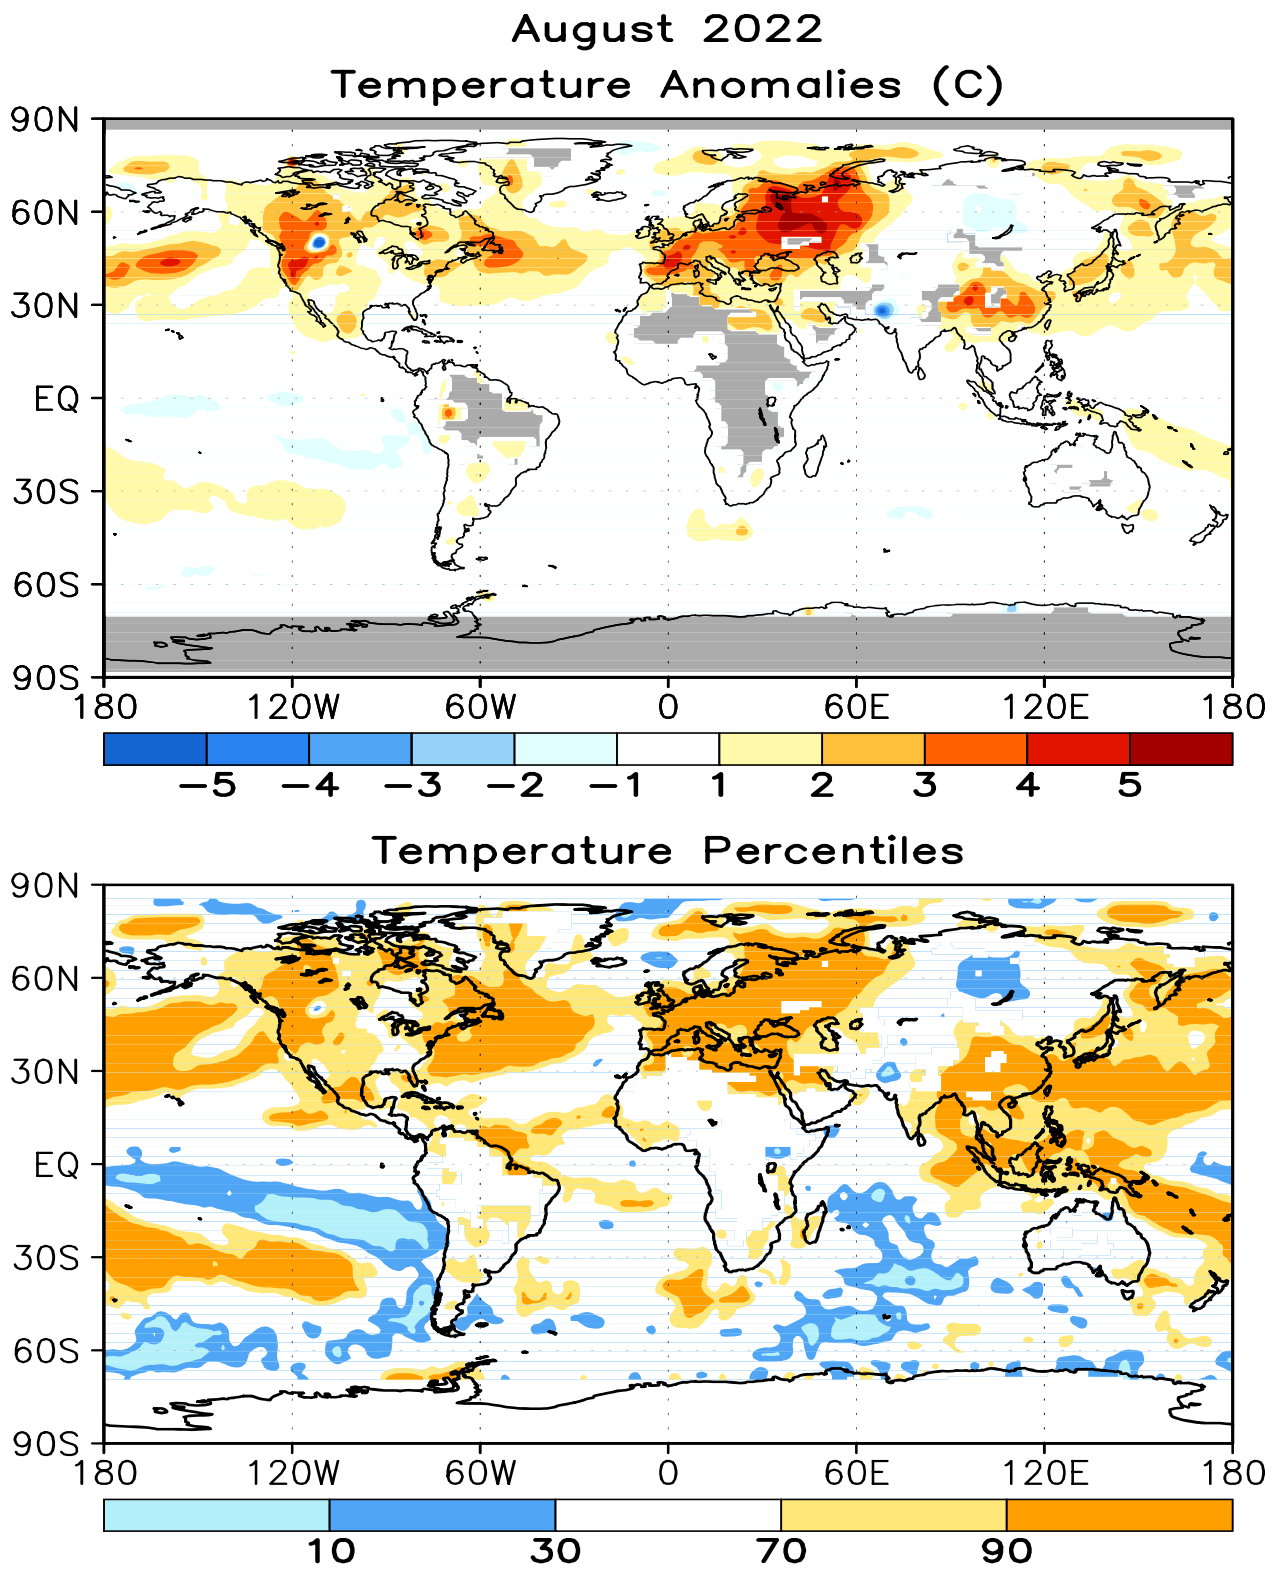 August 2022
Temperature Anomalies (C)
90N
60N
30N
EQ
30S
60S
90S
180 120W 60W 0 60E 120E 180
−5 −4 −3 −2 −1 1 2 3 4 5
Temperature Percentiles
90N
60N
30N
EQ
30S
60S
90S
180 120W 60W 0 60E 120E 180
10 30 70 90